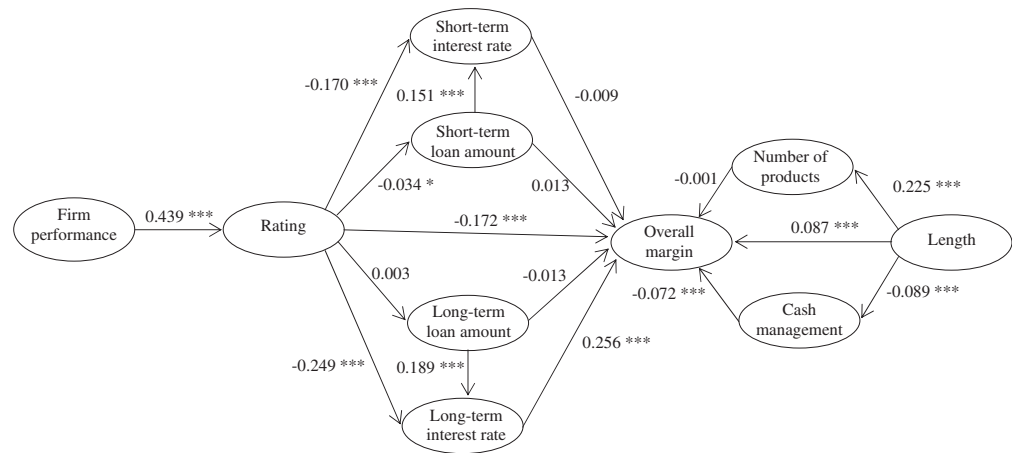 Short-term
interest rate
-0.170 ***
0.151 ***
-0.009
Short-term
loan amount
Number of
products
-0.034 *
0.013
-0.001
0.225 ***
Firm
performance
0.439 ***
Rating
-0.172 ***
Overall
margin
0.087 ***
Length
0.003
-0.013
-0.072 ***
-0.089 ***
Long-term
loan amount
Cash
management
-0.249 ***
0.189 ***
0.256 ***
Long-term
interest rate